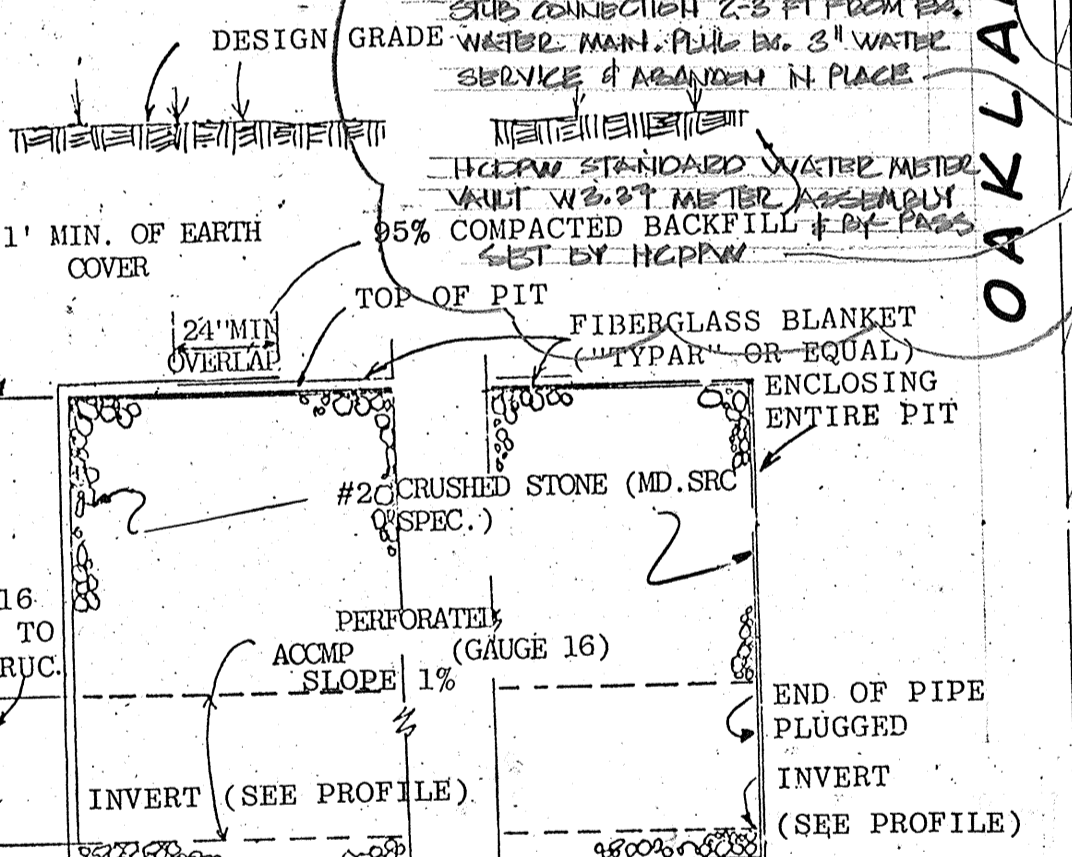 STUB CONNECTION 2-3 FT FROM EX.
DESIGN GRADE
WATER MAIN. PLUG EX. 3" WATER
SERVICE & ABANDEN IN PLACE
HCDPW STANDARD WATER METER
VAULT W3.37 METER ASSEMBLY
& BY-PASS
SET BY HCDPW
OAKLA
1' MIN. OF EARTH
COVER
95% COMPACTED BACKFILL
TOP OF PIT
24"MIN
OVERLAP
FIBERGLASS BLANKET
("TYPAR" OR EQUAL)
ENCLOSING
ENTIRE PIT
#2 CRUSHED STONE (MD.SRC
SPEC.)
16
TO
RUC.
PERFORATED
ACCMP (GAUGE 16)
SLOPE 1%
END OF PIPE
PLUGGED
INVERT (SEE PROFILE)
INVERT
(SEE PROFILE)